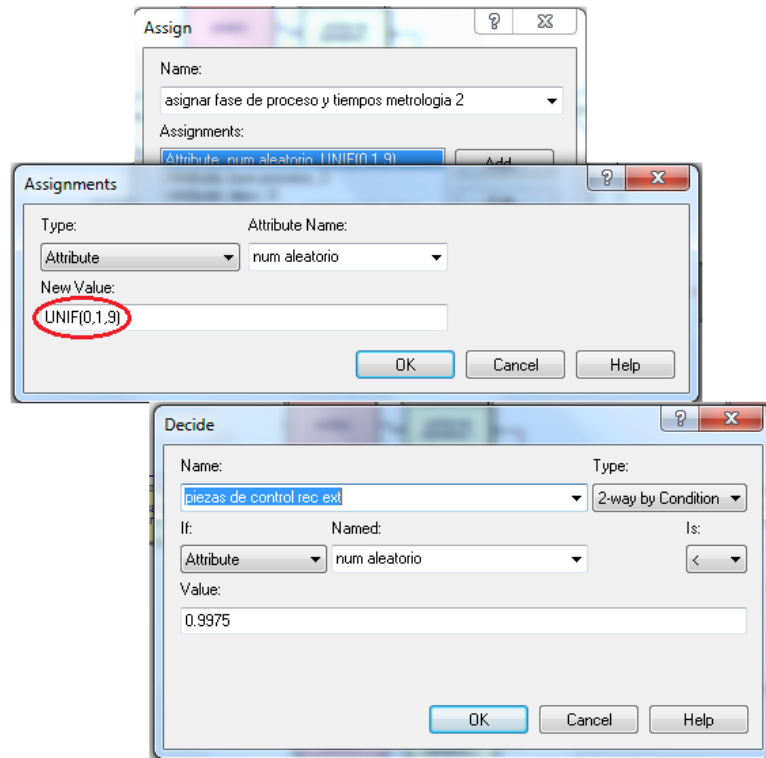 Assign
Name:
asignar fase de proceso y tiempos metrologia 2
Assignments:
Attribute, num aleatorio, UNIF(0,1,9)
Add...
Assignments
Type:
Attribute Name:
Attribute
num aleatorio
New Value:
UNIF(0,1,9)
OK
Cancel
Help
Decide
Name:
Type:
piezas de control rec ext
2-way by Condition
If:
Named:
Is:
Attribute
num aleatorio
<
Value:
0.9975
OK
Cancel
Help